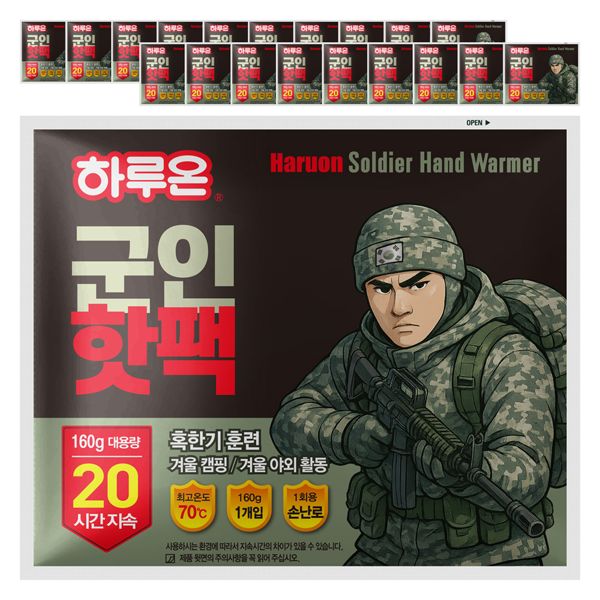 OPEN ▶
하루온®
Haruon Soldier Hand Warmer
군인
핫팩
160g 대용량
20
시간 지속
혹한기 훈련
겨울 캠핑 / 겨울 야외 활동
최고온도
70℃
160g
1개입
1회용
손난로
사용하시는 환경에 따라서 지속시간의 차이가 있을 수 있습니다.
제품 뒷면의 주의사항을 꼭 읽어 주십시오.